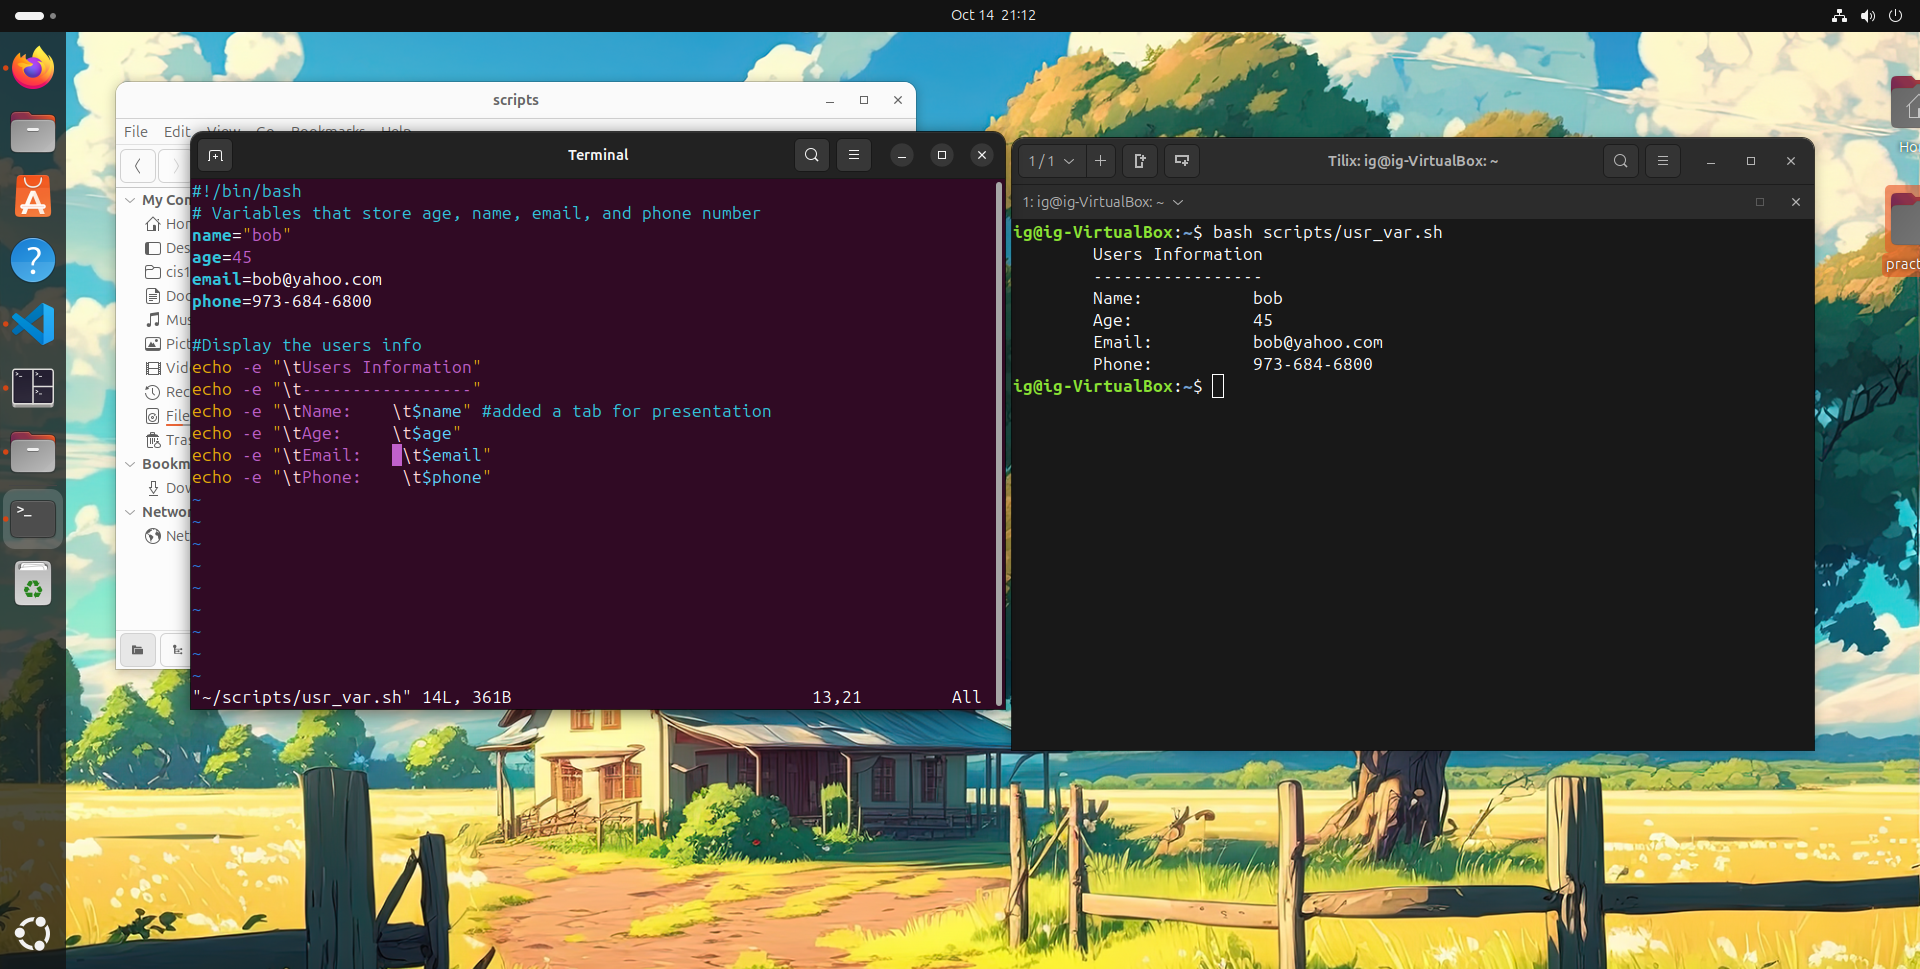 Oct 14 21:12
scripts
File Edit View Go Bookmarks Help
Terminal
#!/bin/bash
# Variables that store age, name, email, and phone number
name="bob"
age=45
email=bob@yahoo.com
phone=973-684-6800
#Display the users info
echo -e "\tUsers Information"
echo -e "\t-----------------"
echo -e "\tName:    \t$name" #added a tab for presentation
echo -e "\tAge:     \t$age"
echo -e "\tEmail:    \t$email"
echo -e "\tPhone:    \t$phone"
~
~
~
~
~
~
~
~
~
"~/scripts/usr_var.sh" 14L, 361B 13,21 All
My Con
Hon
Des
cis1
Doc
Mus
Pict
Vid
Rec
File
Tra
Bookm
Dov
Networ
Net
1 / 1
Tilix: ig@ig-VirtualBox: ~
1: ig@ig-VirtualBox: ~
ig@ig-VirtualBox:~$ bash scripts/usr_var.sh
Users Information
-----------------
Name: bob
Age: 45
Email: bob@yahoo.com
Phone: 973-684-6800
ig@ig-VirtualBox:~$
Ho
pract